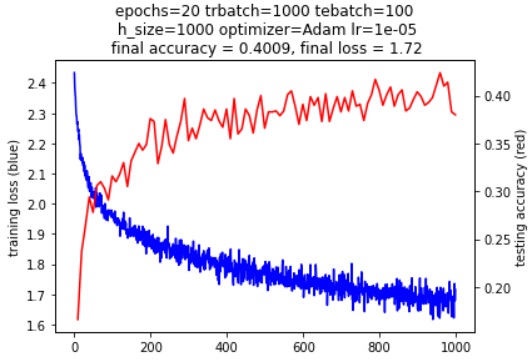 epochs=20 trbatch=1000 tebatch=100
h_size=1000 optimizer=Adam lr=1e-05
final accuracy = 0.4009, final loss = 1.72
training loss (blue)
2.4
2.3
2.2
2.1
2.0
1.9
1.8
1.7
1.6
0.40
0.35
0.30
0.25
0.20
testing accuracy (red)
0 200 400 600 800 1000